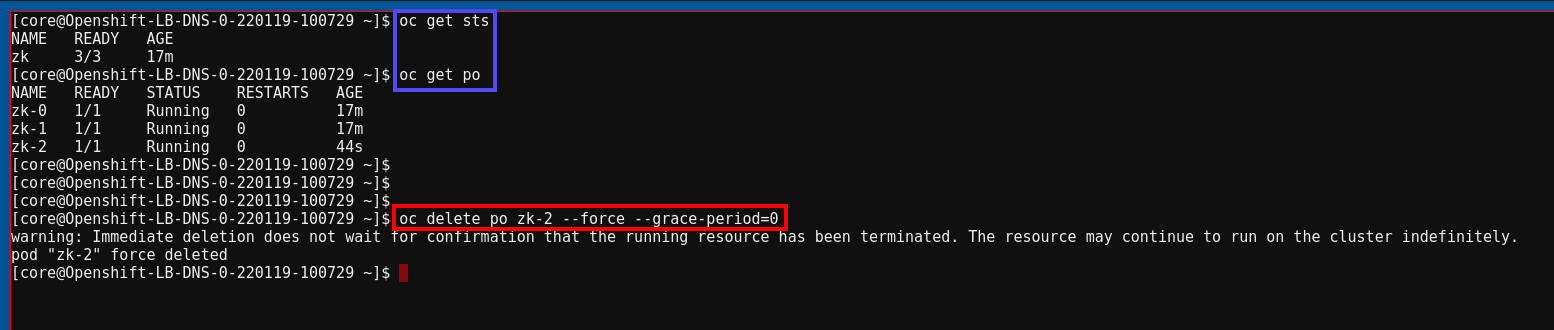 [core@Openshift-LB-DNS-0-220119-100729 ~]$ oc get sts
NAME   READY   AGE
zk     3/3     17m
[core@Openshift-LB-DNS-0-220119-100729 ~]$ oc get po
NAME   READY   STATUS    RESTARTS   AGE
zk-0   1/1     Running   0          17m
zk-1   1/1     Running   0          17m
zk-2   1/1     Running   0          44s
[core@Openshift-LB-DNS-0-220119-100729 ~]$
[core@Openshift-LB-DNS-0-220119-100729 ~]$
[core@Openshift-LB-DNS-0-220119-100729 ~]$
[core@Openshift-LB-DNS-0-220119-100729 ~]$ oc delete po zk-2 --force --grace-period=0
warning: Immediate deletion does not wait for confirmation that the running resource has been terminated. The resource may continue to run on the cluster indefinitely.
pod "zk-2" force deleted
[core@Openshift-LB-DNS-0-220119-100729 ~]$